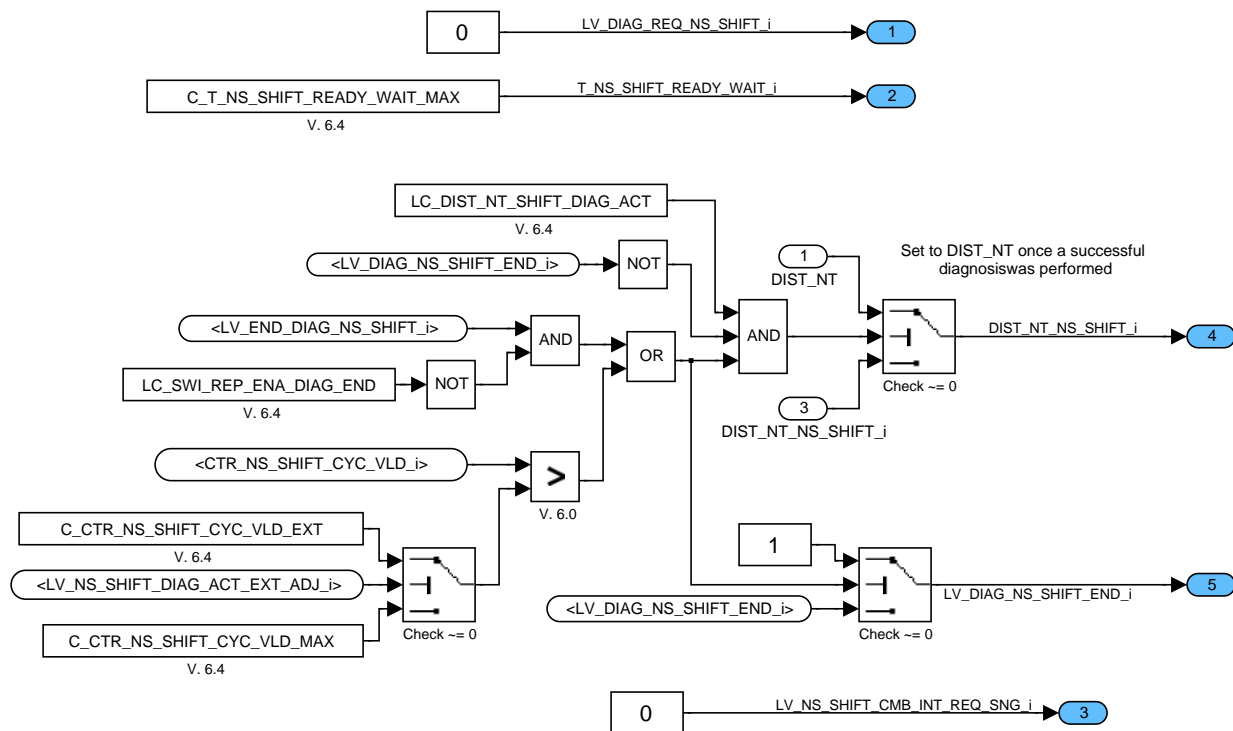 0
LV_DIAG_REQ_NS_SHIFT_i
1
C_T_NS_SHIFT_READY_WAIT_MAX
T_NS_SHIFT_READY_WAIT_i
2
V. 6.4
LC_DIST_NT_SHIFT_DIAG_ACT
V. 6.4
<LV_DIAG_NS_SHIFT_END_i>
NOT
1
DIST_NT
Set to DIST_NT once a successful
diagnosiswas performed
<LV_END_DIAG_NS_SHIFT_i>
AND
OR
AND
DIST_NT_NS_SHIFT_i
4
LC_SWI_REP_ENA_DIAG_END
NOT
V. 6.4
Check ~= 0
3
DIST_NT_NS_SHIFT_i
<CTR_NS_SHIFT_CYC_VLD_i>
>
V. 6.0
C_CTR_NS_SHIFT_CYC_VLD_EXT
V. 6.4
1
<LV_NS_SHIFT_DIAG_ACT_EXT_ADJ_i>
LV_DIAG_NS_SHIFT_END_i
5
<LV_DIAG_NS_SHIFT_END_i>
C_CTR_NS_SHIFT_CYC_VLD_MAX
Check ~= 0
Check ~= 0
V. 6.4
0
LV_NS_SHIFT_CMB_INT_REQ_SNG_i
3